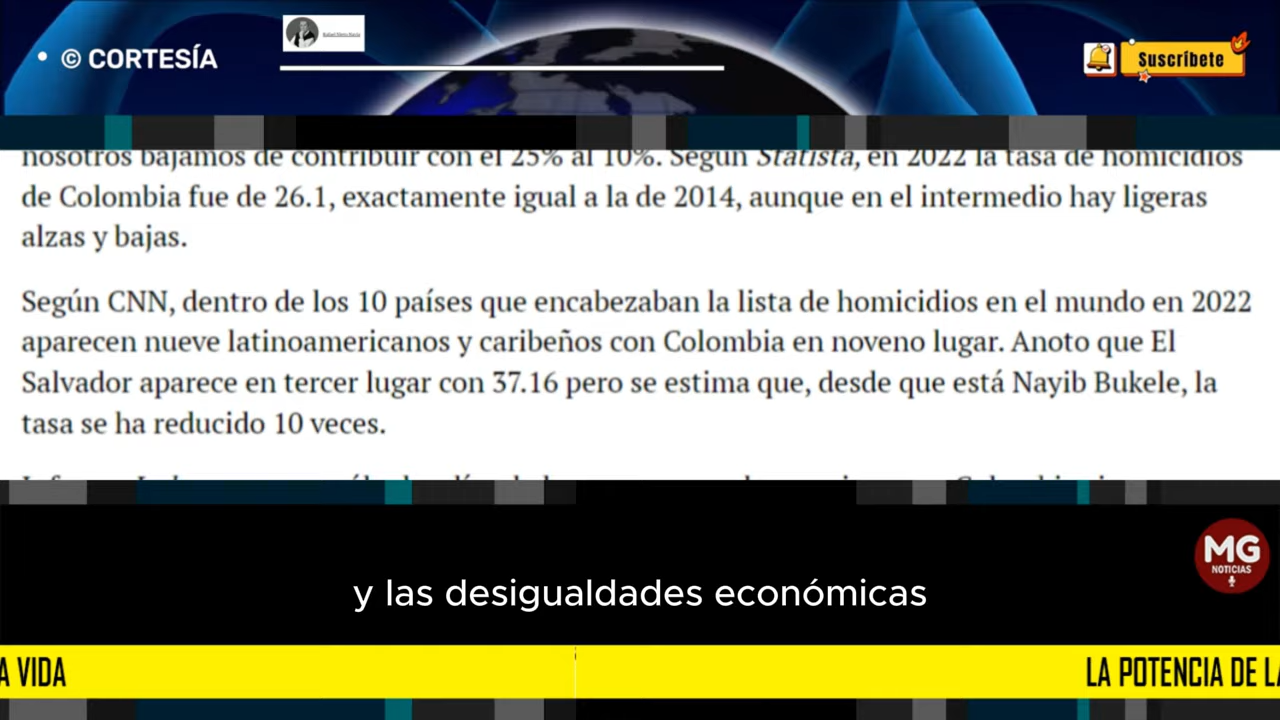 • © CORTESÍA
Suscríbete
nosotros bajamos de contribuir con el 25% al 10%. Según Statista, en 2022 la tasa de homicidios
de Colombia fue de 26.1, exactamente igual a la de 2014, aunque en el intermedio hay ligeras
alzas y bajas.
Según CNN, dentro de los 10 países que encabezaban la lista de homicidios en el mundo en 2022
aparecen nueve latinoamericanos y caribeños con Colombia en noveno lugar. Anoto que El
Salvador aparece en tercer lugar con 37.16 pero se estima que, desde que está Nayib Bukele, la
tasa se ha reducido 10 veces.
MG
NOTICIAS
y las desigualdades económicas
A VIDA
LA POTENCIA DE LA